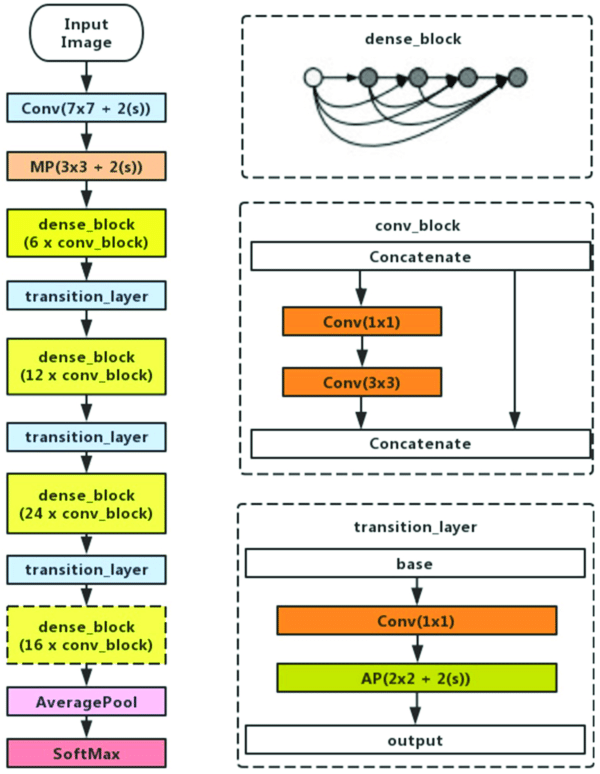 Input
Image
Conv(7x7 + 2(s))
MP(3x3 + 2(s))
dense_block
(6 x conv_block)
transition_layer
dense_block
(12 x conv_block)
transition_layer
dense_block
(24 x conv_block)
transition_layer
dense_block
(16 x conv_block)
AveragePool
SoftMax
dense_block
conv_block
Concatenate
Conv(1x1)
Conv(3x3)
Concatenate
transition_layer
base
Conv(1x1)
AP(2x2 + 2(s))
output